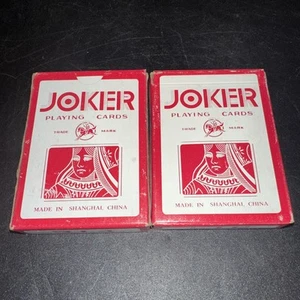 JOKER
PLAYING CARDS
TRADE MARK
MADE IN SHANGHAI, CHINA
JOKER
PLAYING CARDS
TRADE MARK
MADE IN SHANGHAI, CHINA